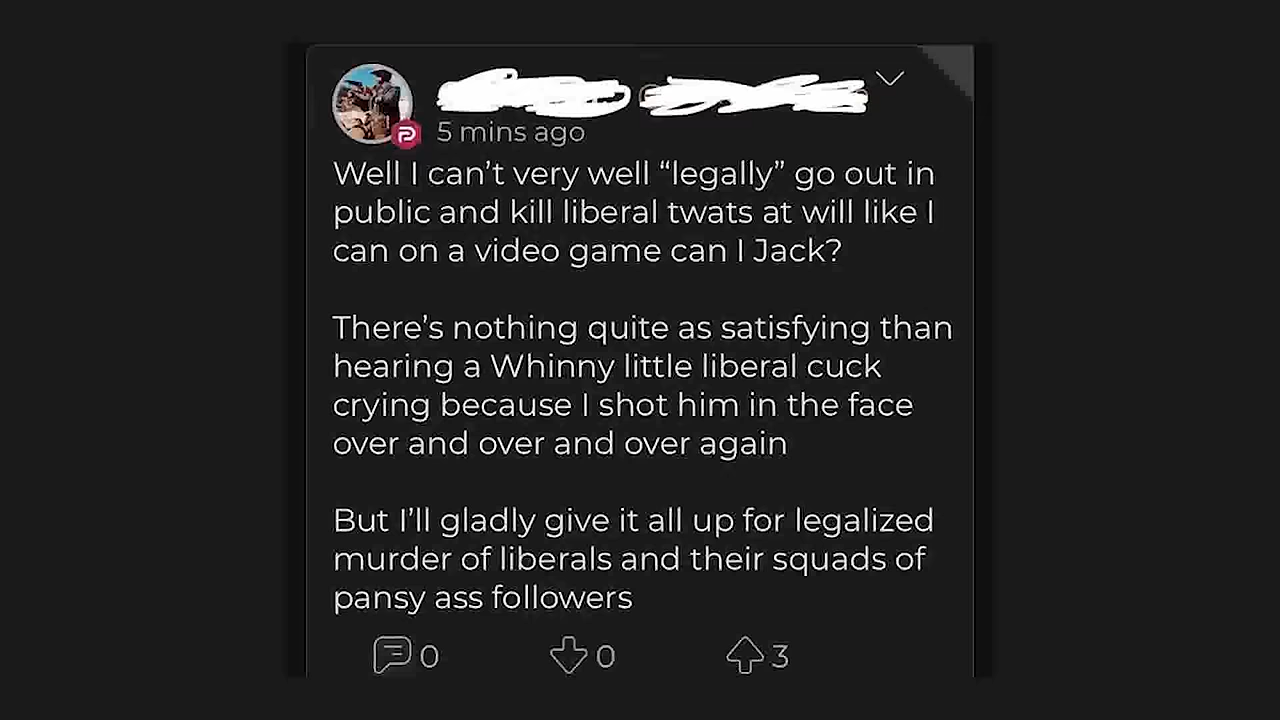 5 mins ago
Well I can’t very well “legally” go out in
public and kill liberal twats at will like I
can on a video game can I Jack?
There’s nothing quite as satisfying than
hearing a Whinny little liberal cuck
crying because I shot him in the face
over and over and over again
But I’ll gladly give it all up for legalized
murder of liberals and their squads of
pansy ass followers
0 0 3